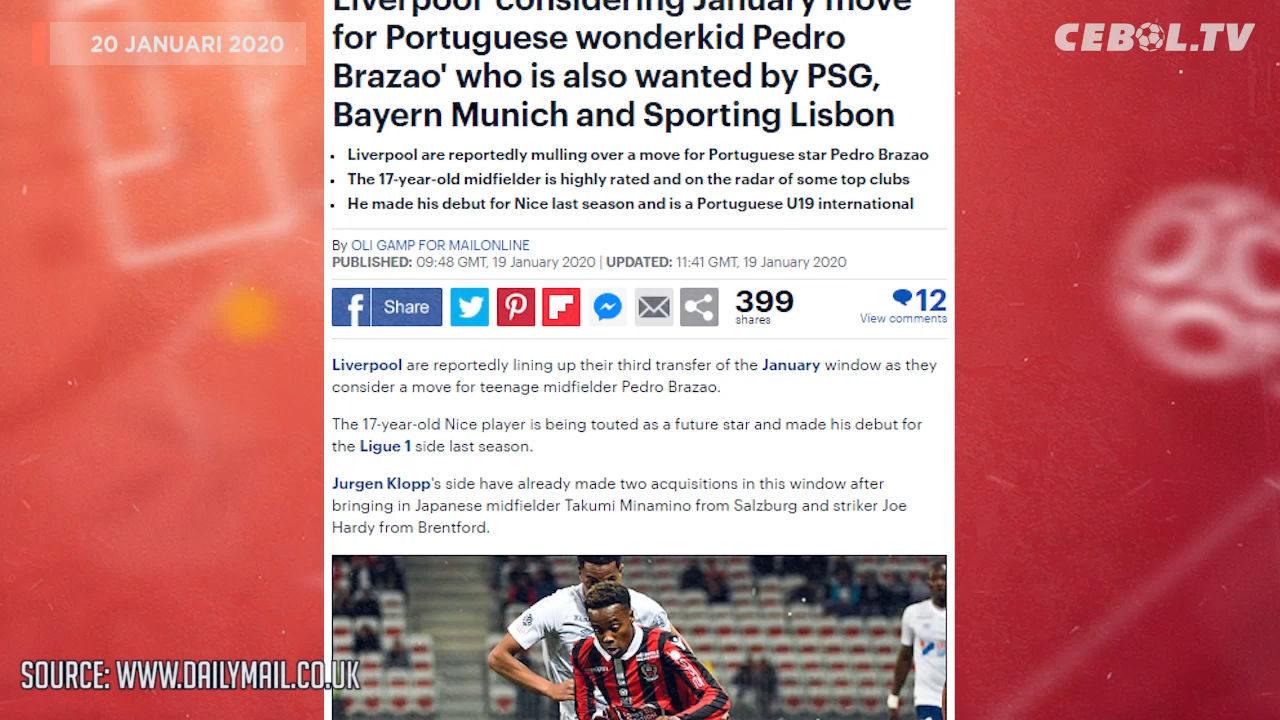 Liverpool 'considering January move
for Portuguese wonderkid Pedro
Brazao' who is also wanted by PSG,
Bayern Munich and Sporting Lisbon
20 JANUARI 2020
CEBOL.TV
• Liverpool are reportedly mulling over a move for Portuguese star Pedro Brazao
• The 17-year-old midfielder is highly rated and on the radar of some top clubs
• He made his debut for Nice last season and is a Portuguese U19 international
By OLI GAMP FOR MAILONLINE
PUBLISHED: 09:48 GMT, 19 January 2020 | UPDATED: 11:41 GMT, 19 January 2020
f Share
399
shares
12
View comments
Liverpool are reportedly lining up their third transfer of the January window as they
consider a move for teenage midfielder Pedro Brazao.
The 17-year-old Nice player is being touted as a future star and made his debut for
the Ligue 1 side last season.
Jurgen Klopp's side have already made two acquisitions in this window after
bringing in Japanese midfielder Takumi Minamino from Salzburg and striker Joe
Hardy from Brentford.
SOURCE: WWW.DAILYMAIL.CO.UK